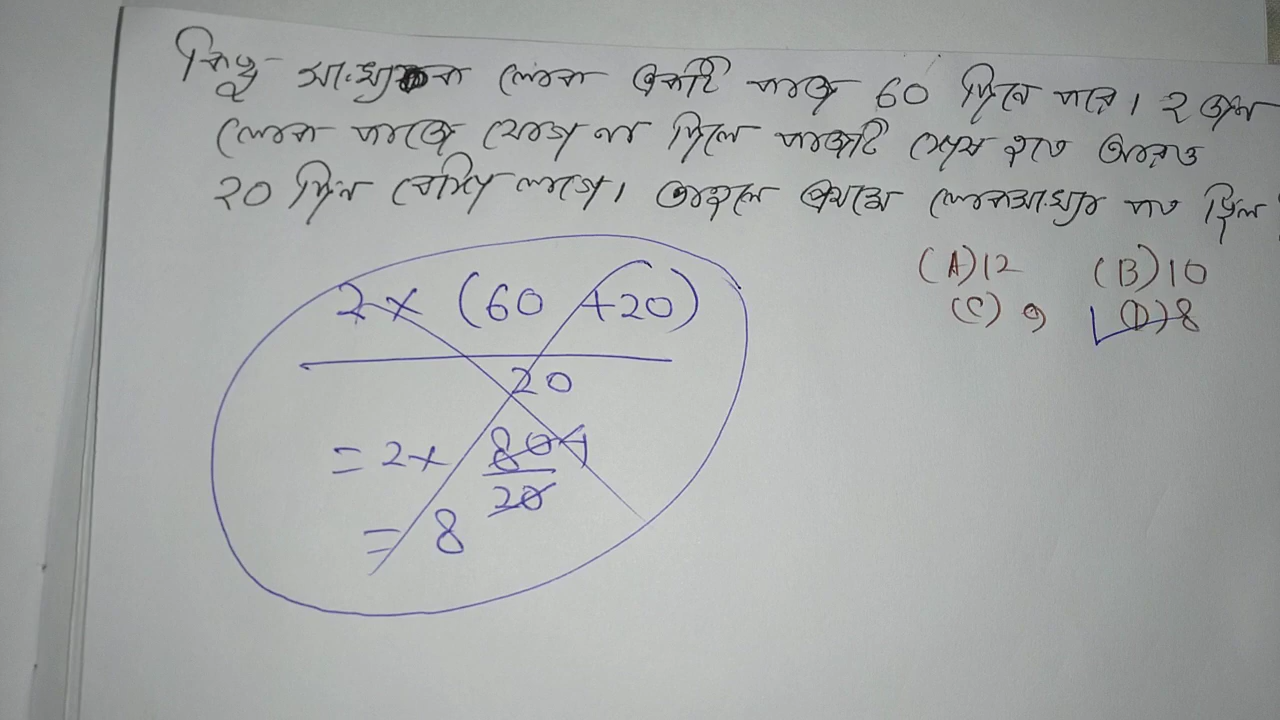 কিছু সংখ্যক লোক একটি কাজ 60 দিনে করে। 2 জন
লোক কাজে যোগ না দিলে কাজটি শেষ হতে আরও
20 দিন বেশি লাগে। তাহলে প্রথমে লোকসংখ্যা কত ছিল?
(A)12 (B)10
(C) 9 (D)8
2× (60 +20)
20
= 2× 80 4
20
= 8